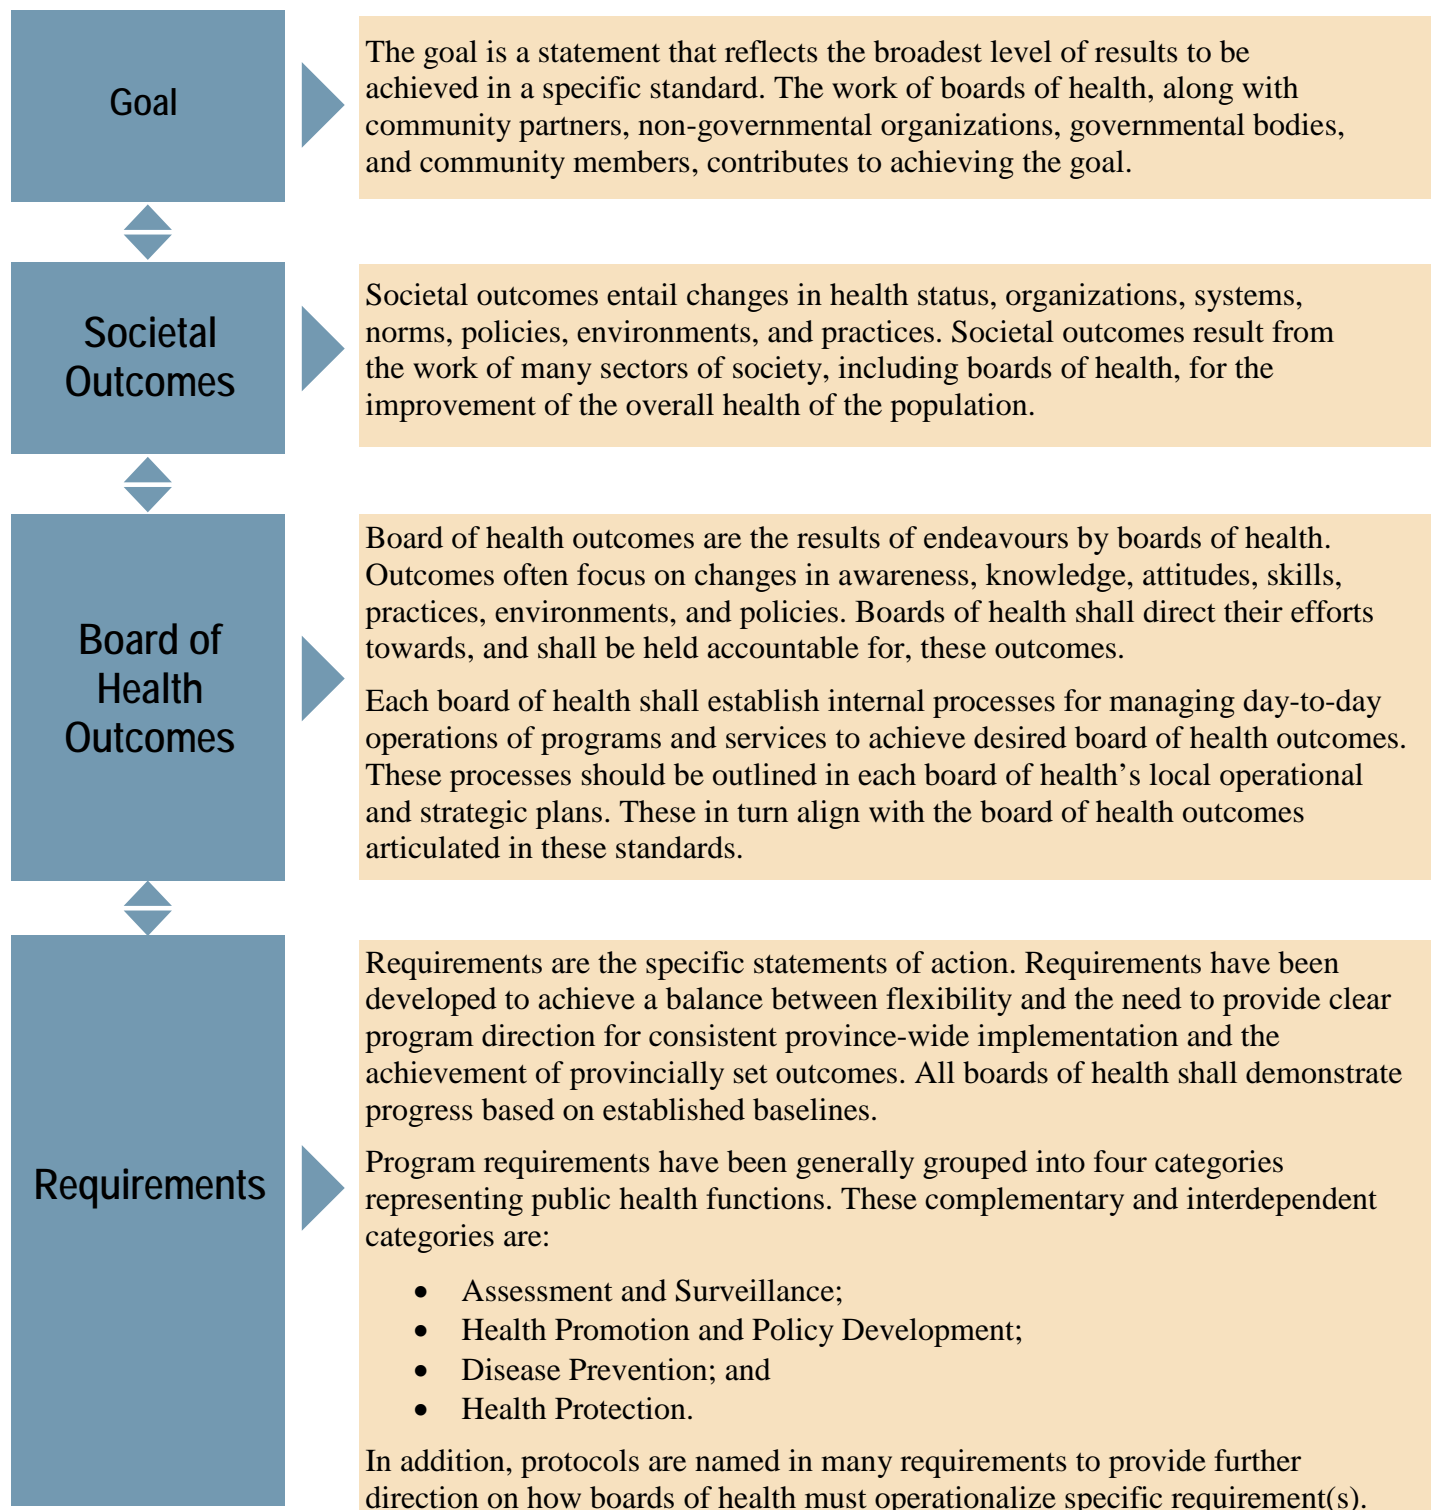 Goal
The goal is a statement that reflects the broadest level of results to be
achieved in a specific standard. The work of boards of health, along with
community partners, non-governmental organizations, governmental bodies,
and community members, contributes to achieving the goal.
Societal
Outcomes
Societal outcomes entail changes in health status, organizations, systems,
norms, policies, environments, and practices. Societal outcomes result from
the work of many sectors of society, including boards of health, for the
improvement of the overall health of the population.
Board of
Health
Outcomes
Board of health outcomes are the results of endeavours by boards of health.
Outcomes often focus on changes in awareness, knowledge, attitudes, skills,
practices, environments, and policies. Boards of health shall direct their efforts
towards, and shall be held accountable for, these outcomes.
Each board of health shall establish internal processes for managing day-to-day
operations of programs and services to achieve desired board of health outcomes.
These processes should be outlined in each board of health’s local operational
and strategic plans. These in turn align with the board of health outcomes
articulated in these standards.
Requirements
Requirements are the specific statements of action. Requirements have been
developed to achieve a balance between flexibility and the need to provide clear
program direction for consistent province-wide implementation and the
achievement of provincially set outcomes. All boards of health shall demonstrate
progress based on established baselines.
Program requirements have been generally grouped into four categories
representing public health functions. These complementary and interdependent
categories are:
• Assessment and Surveillance;
• Health Promotion and Policy Development;
• Disease Prevention; and
• Health Protection.
In addition, protocols are named in many requirements to provide further
direction on how boards of health must operationalize specific requirement(s).